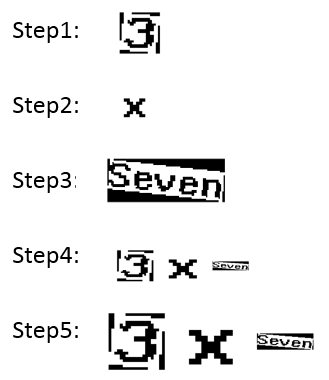 Step1: 3
Step2: x
Step3: Seven
Step4: 3 x Seven
Step5: 3 x Seven